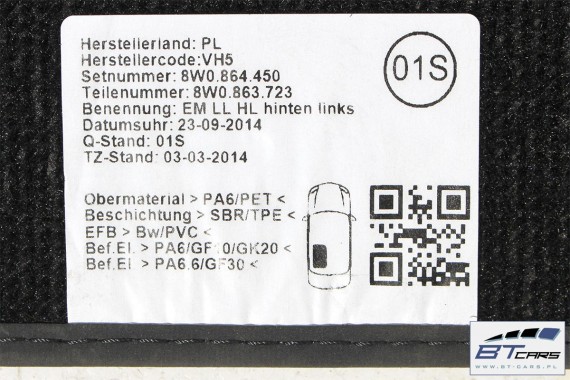 Herstellerland: PL
Herstellercode:VH5
Setnummer: 8W0.864.450
Teilenummer: 8W0.863.723
Benennung: EM LL HL hinten links
Datumsuhr: 23-09-2014
Q-Stand: 01S
TZ-Stand: 03-03-2014
01S
Obermaterial > PA6/PET <
Beschichtung > SBR/TPE <
EFB > Bw/PVC <
Bef.El. > PA6/GF10/GK20 <
Bef.El > PA6.6/GF30 <
BT CARS
WWW.BT-CARS.PL